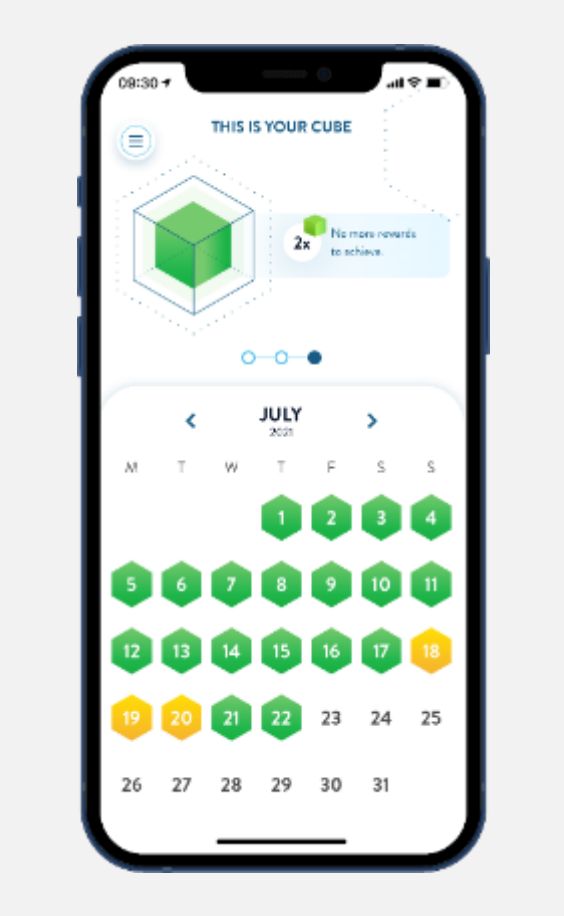 09:30
THIS IS YOUR CUBE
2x
No more rewards
to achieve.
JULY
2021
M T W T F S S
1 2 3 4
5 6 7 8 9 10 11
12 13 14 15 16 17 18
19 20 21 22 23 24 25
26 27 28 29 30 31